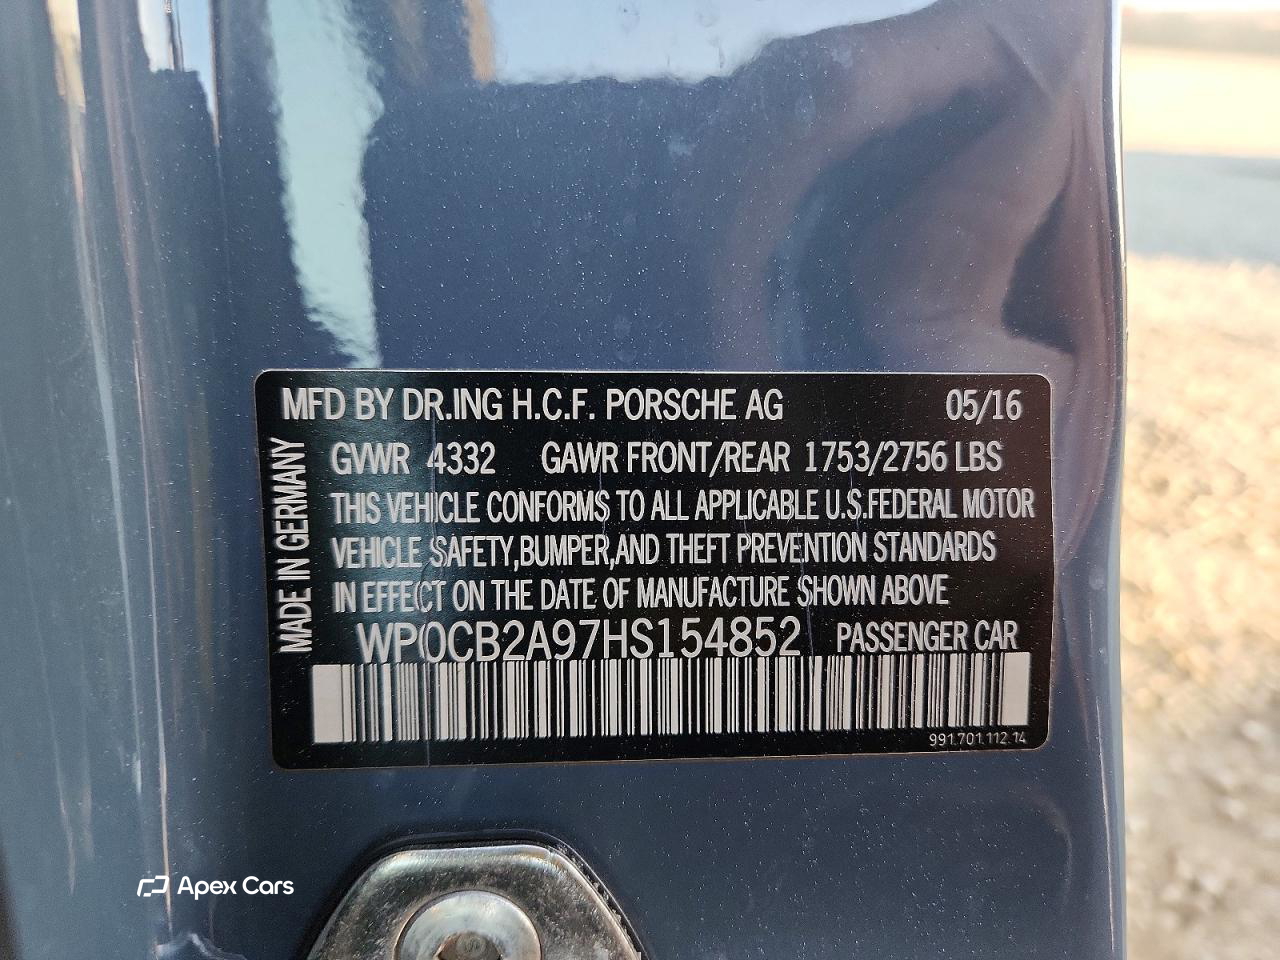 MFD BY DR.ING H.C.F. PORSCHE AG 05/16
GVWR 4332 GAWR FRONT/REAR 1753/2756 LBS
THIS VEHICLE CONFORMS TO ALL APPLICABLE U.S.FEDERAL MOTOR
VEHICLE SAFETY,BUMPER,AND THEFT PREVENTION STANDARDS
IN EFFECT ON THE DATE OF MANUFACTURE SHOWN ABOVE
WP0CB2A97HS154852 PASSENGER CAR
991.701.112.14
MADE IN GERMANY
Apex Cars